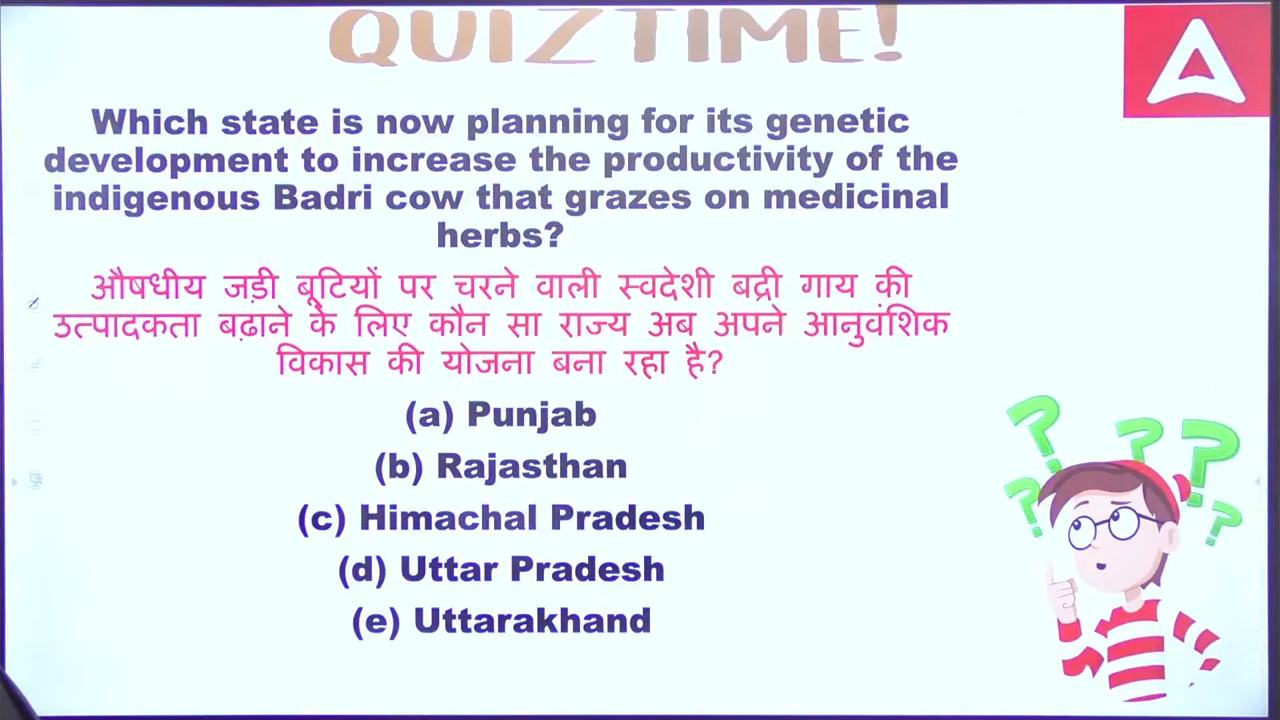 QUIZ TIME!
Which state is now planning for its genetic
development to increase the productivity of the
indigenous Badri cow that grazes on medicinal
herbs?
औषधीय जड़ी बूटियों पर चरने वाली स्वदेशी बद्री गाय की
उत्पादकता बढ़ाने के लिए कौन सा राज्य अब अपने आनुवंशिक
विकास की योजना बना रहा है?
(a) Punjab
(b) Rajasthan
(c) Himachal Pradesh
(d) Uttar Pradesh
(e) Uttarakhand